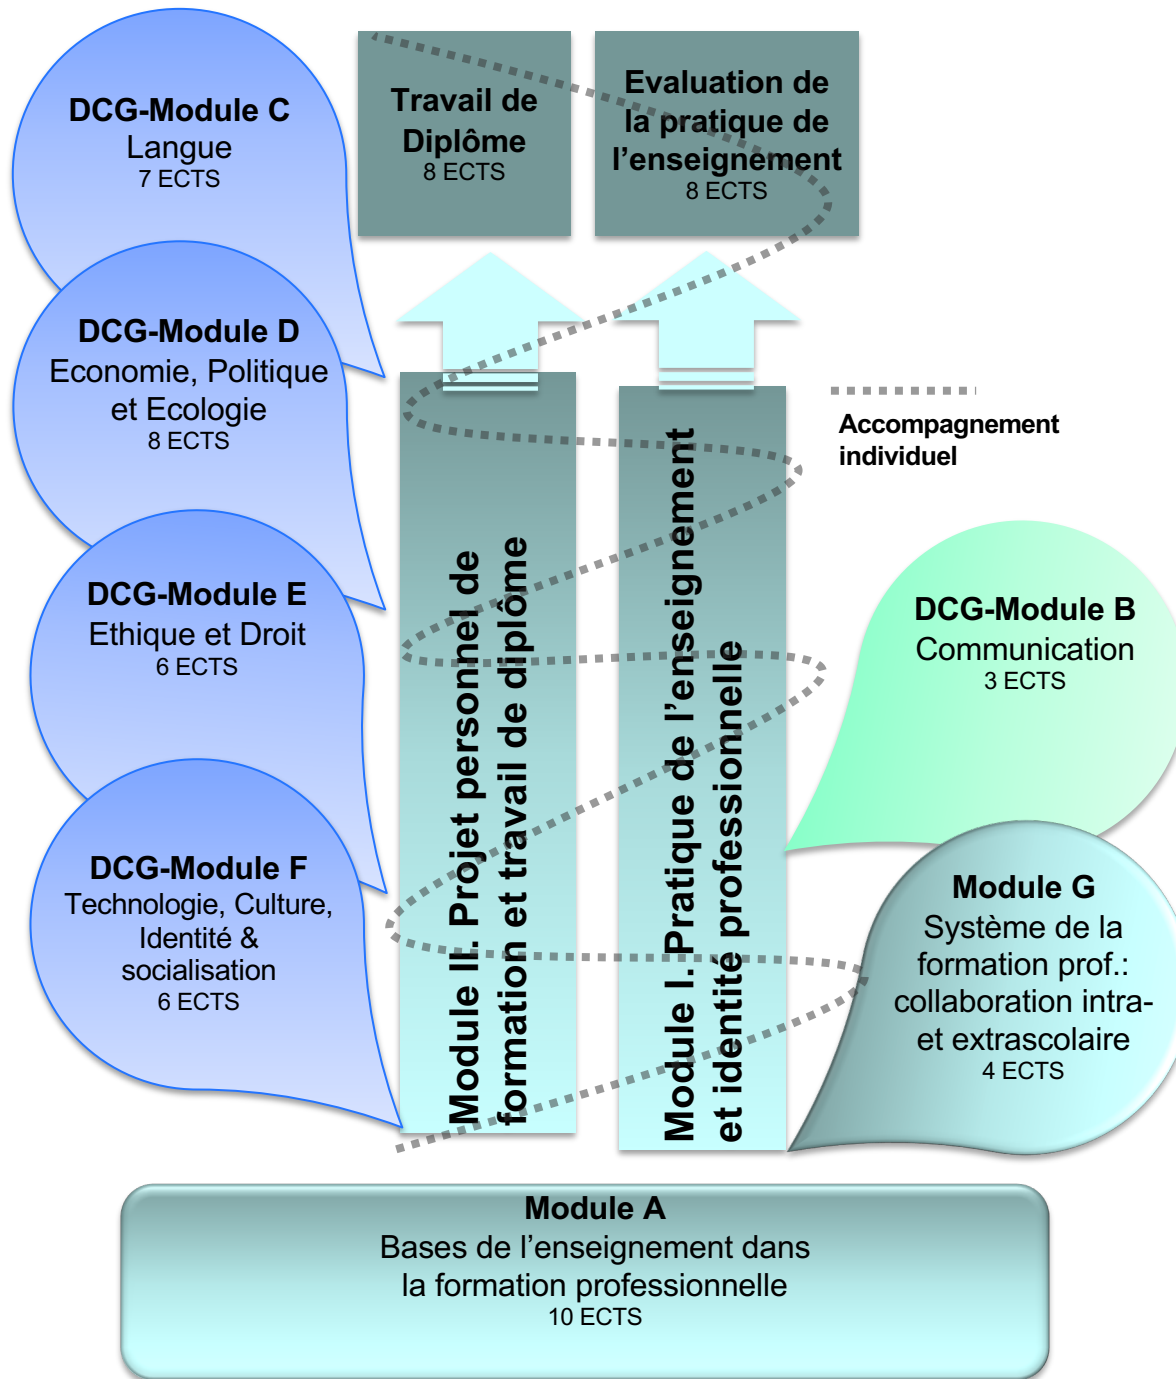 DCG-Module C
Langue
7 ECTS
DCG-Module D
Economie, Politique
et Ecologie
8 ECTS
DCG-Module E
Ethique et Droit
6 ECTS
DCG-Module F
Technologie, Culture,
Identité &
socialisation
6 ECTS
Travail de
Diplôme
8 ECTS
Evaluation de
la pratique de
l’enseignement
8 ECTS
Module II. Projet personnel de
formation et travail de diplôme
Module I. Pratique de l’enseignement
et identité professionnelle
Accompagnement
individuel
DCG-Module B
Communication
3 ECTS
Module G
Système de la
formation prof.:
collaboration intra-
et extrascolaire
4 ECTS
Module A
Bases de l’enseignement dans
la formation professionnelle
10 ECTS